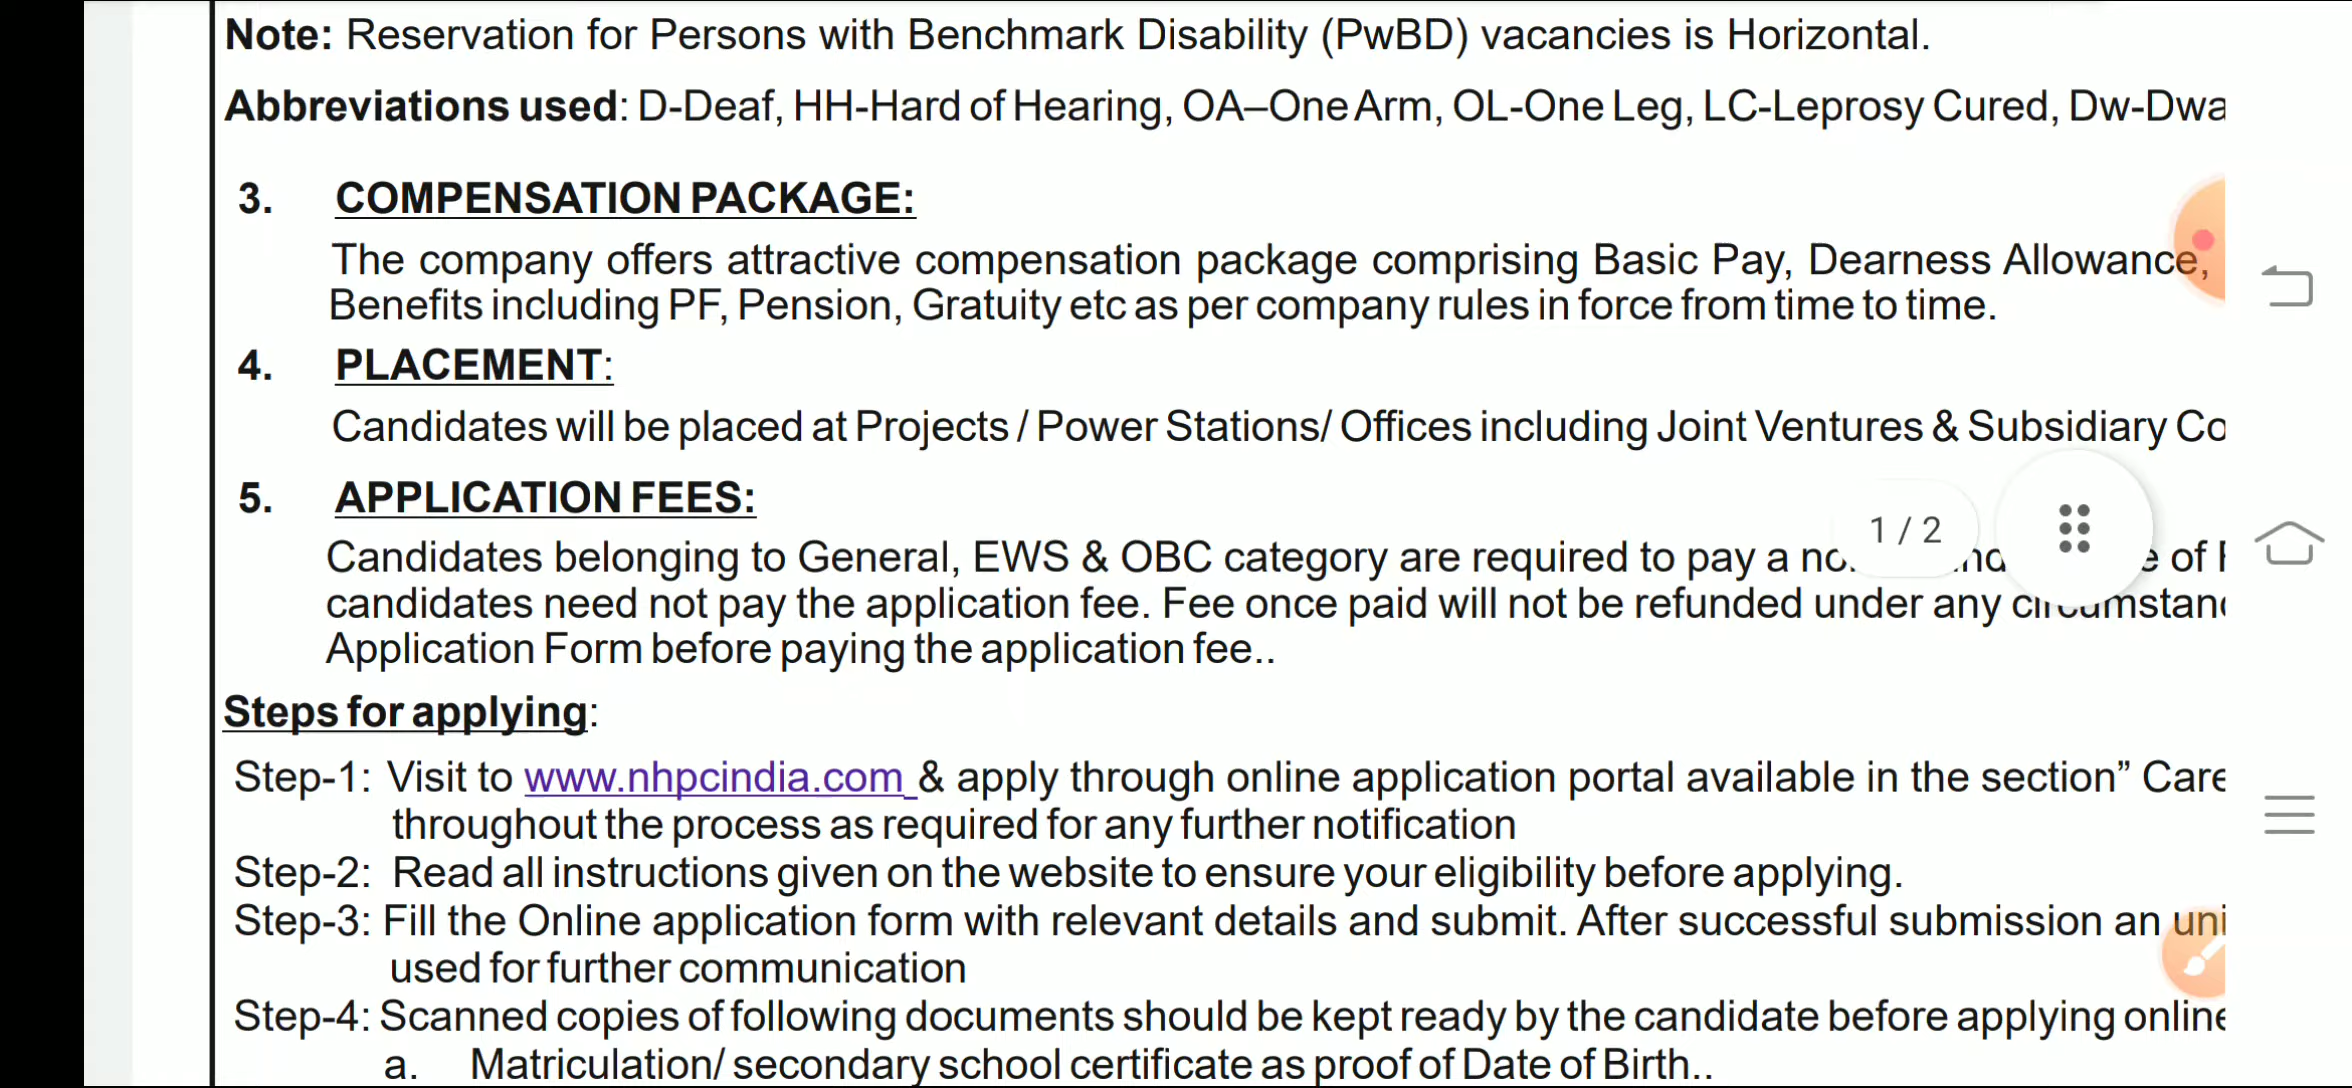 Note: Reservation for Persons with Benchmark Disability (PwBD) vacancies is Horizontal.
Abbreviations used: D-Deaf, HH-Hard of Hearing, OA–One Arm, OL-One Leg, LC-Leprosy Cured, Dw-Dwa
3. COMPENSATION PACKAGE:
The company offers attractive compensation package comprising Basic Pay, Dearness Allowance,
Benefits including PF, Pension, Gratuity etc as per company rules in force from time to time.
4. PLACEMENT:
Candidates will be placed at Projects / Power Stations/ Offices including Joint Ventures & Subsidiary Co
5. APPLICATION FEES:
1 / 2
Candidates belonging to General, EWS & OBC category are required to pay a of
candidates need not pay the application fee. Fee once paid will not be refunded under any
Application Form before paying the application fee..
Steps for applying:
Step-1: Visit to www.nhpcindia.com & apply through online application portal available in the section” Care
throughout the process as required for any further notification
Step-2: Read all instructions given on the website to ensure your eligibility before applying.
Step-3: Fill the Online application form with relevant details and submit. After successful submission an uni
used for further communication
Step-4: Scanned copies of following documents should be kept ready by the candidate before applying online
a. Matriculation/ secondary school certificate as proof of Date of Birth..